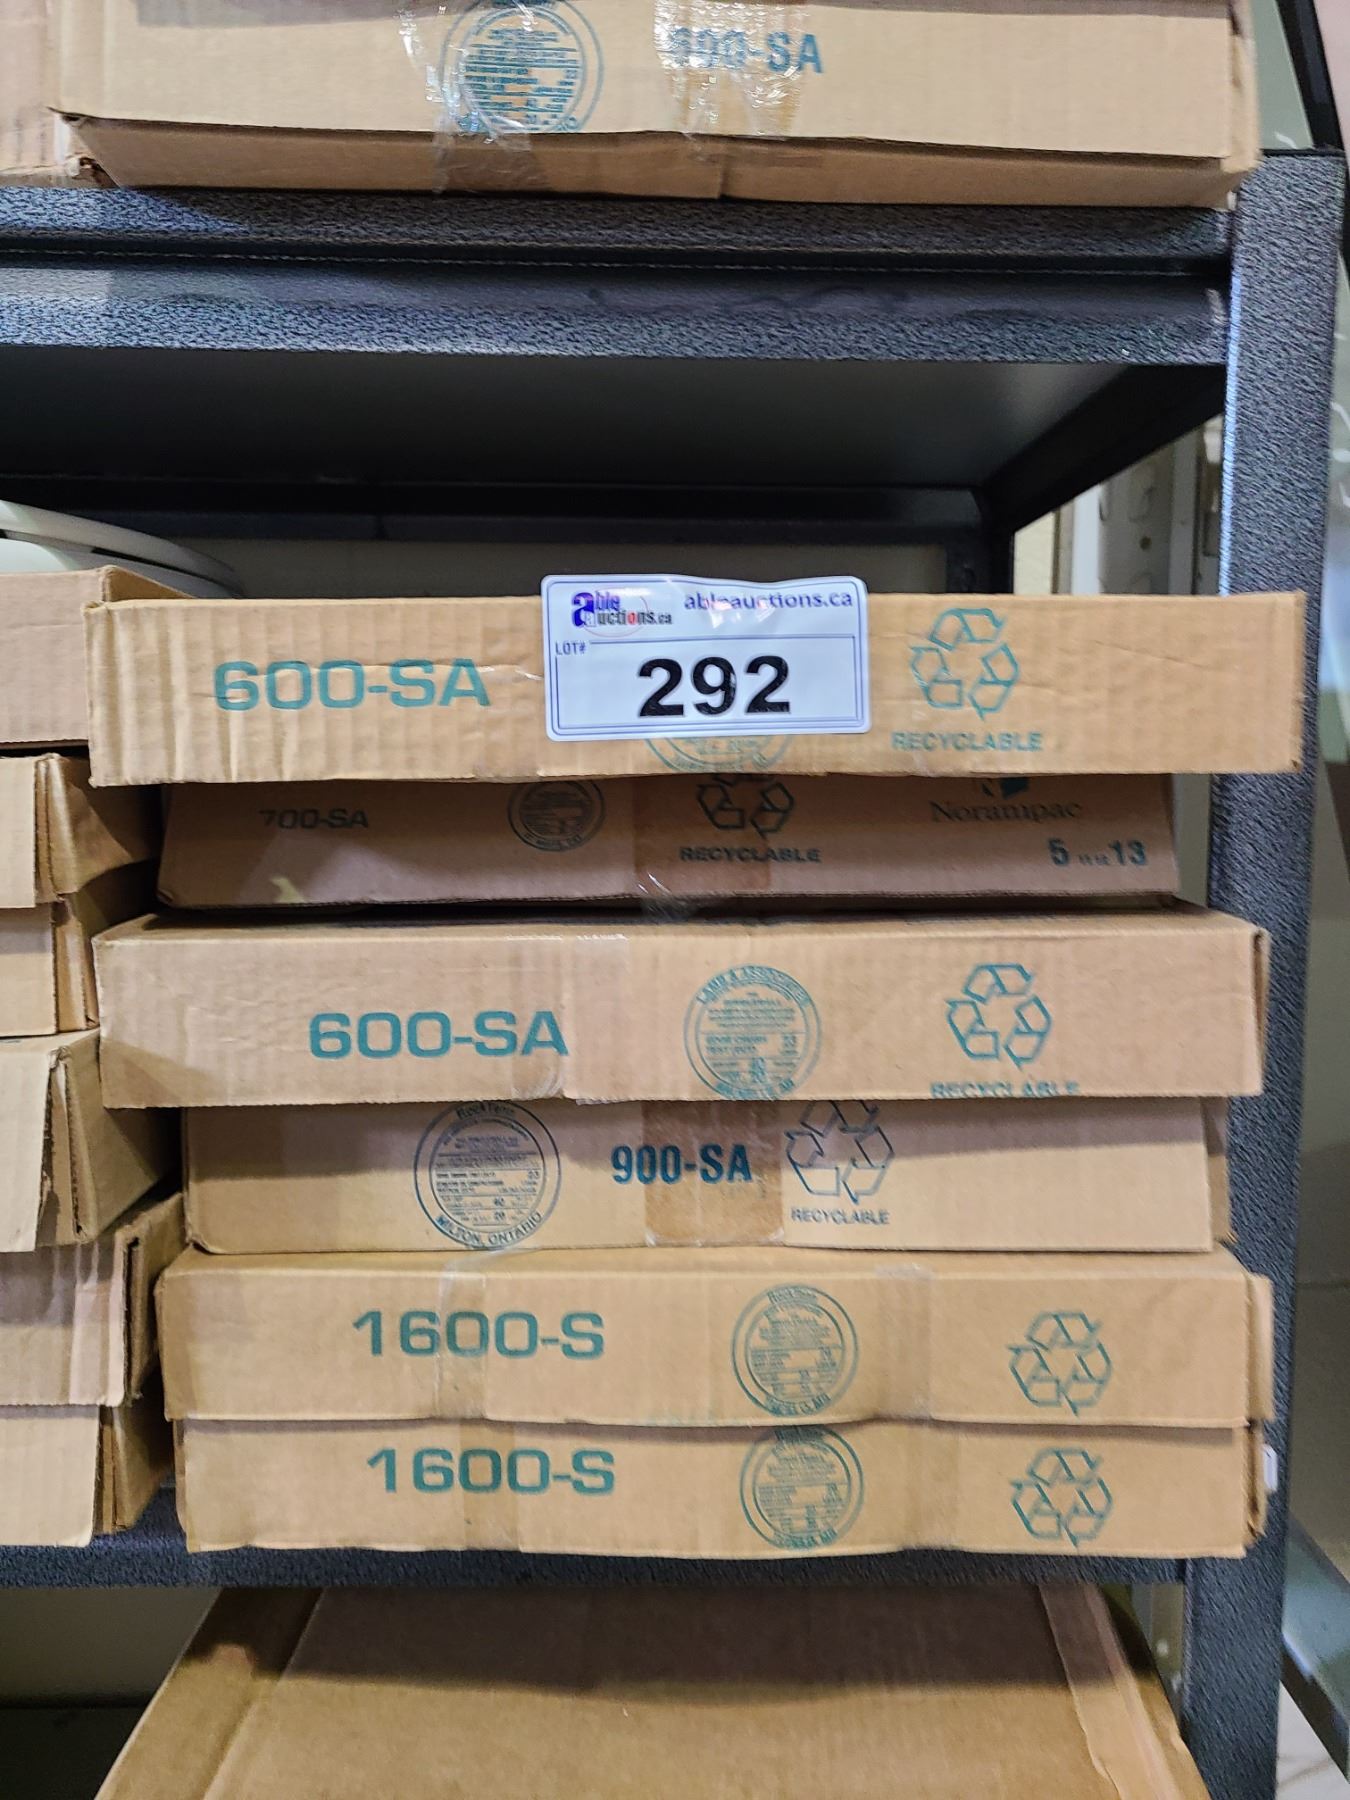 900-SA
able auctions.ca
ableauctions.ca
LOT#
292
600-SA
RECYCLABLE
700-SA
RECYCLABLE
Norampac
5 13
600-SA
RECYCLABLE
RockTenn
900-SA
MILTON, ONTARIO
RECYCLABLE
1600-S
1600-S